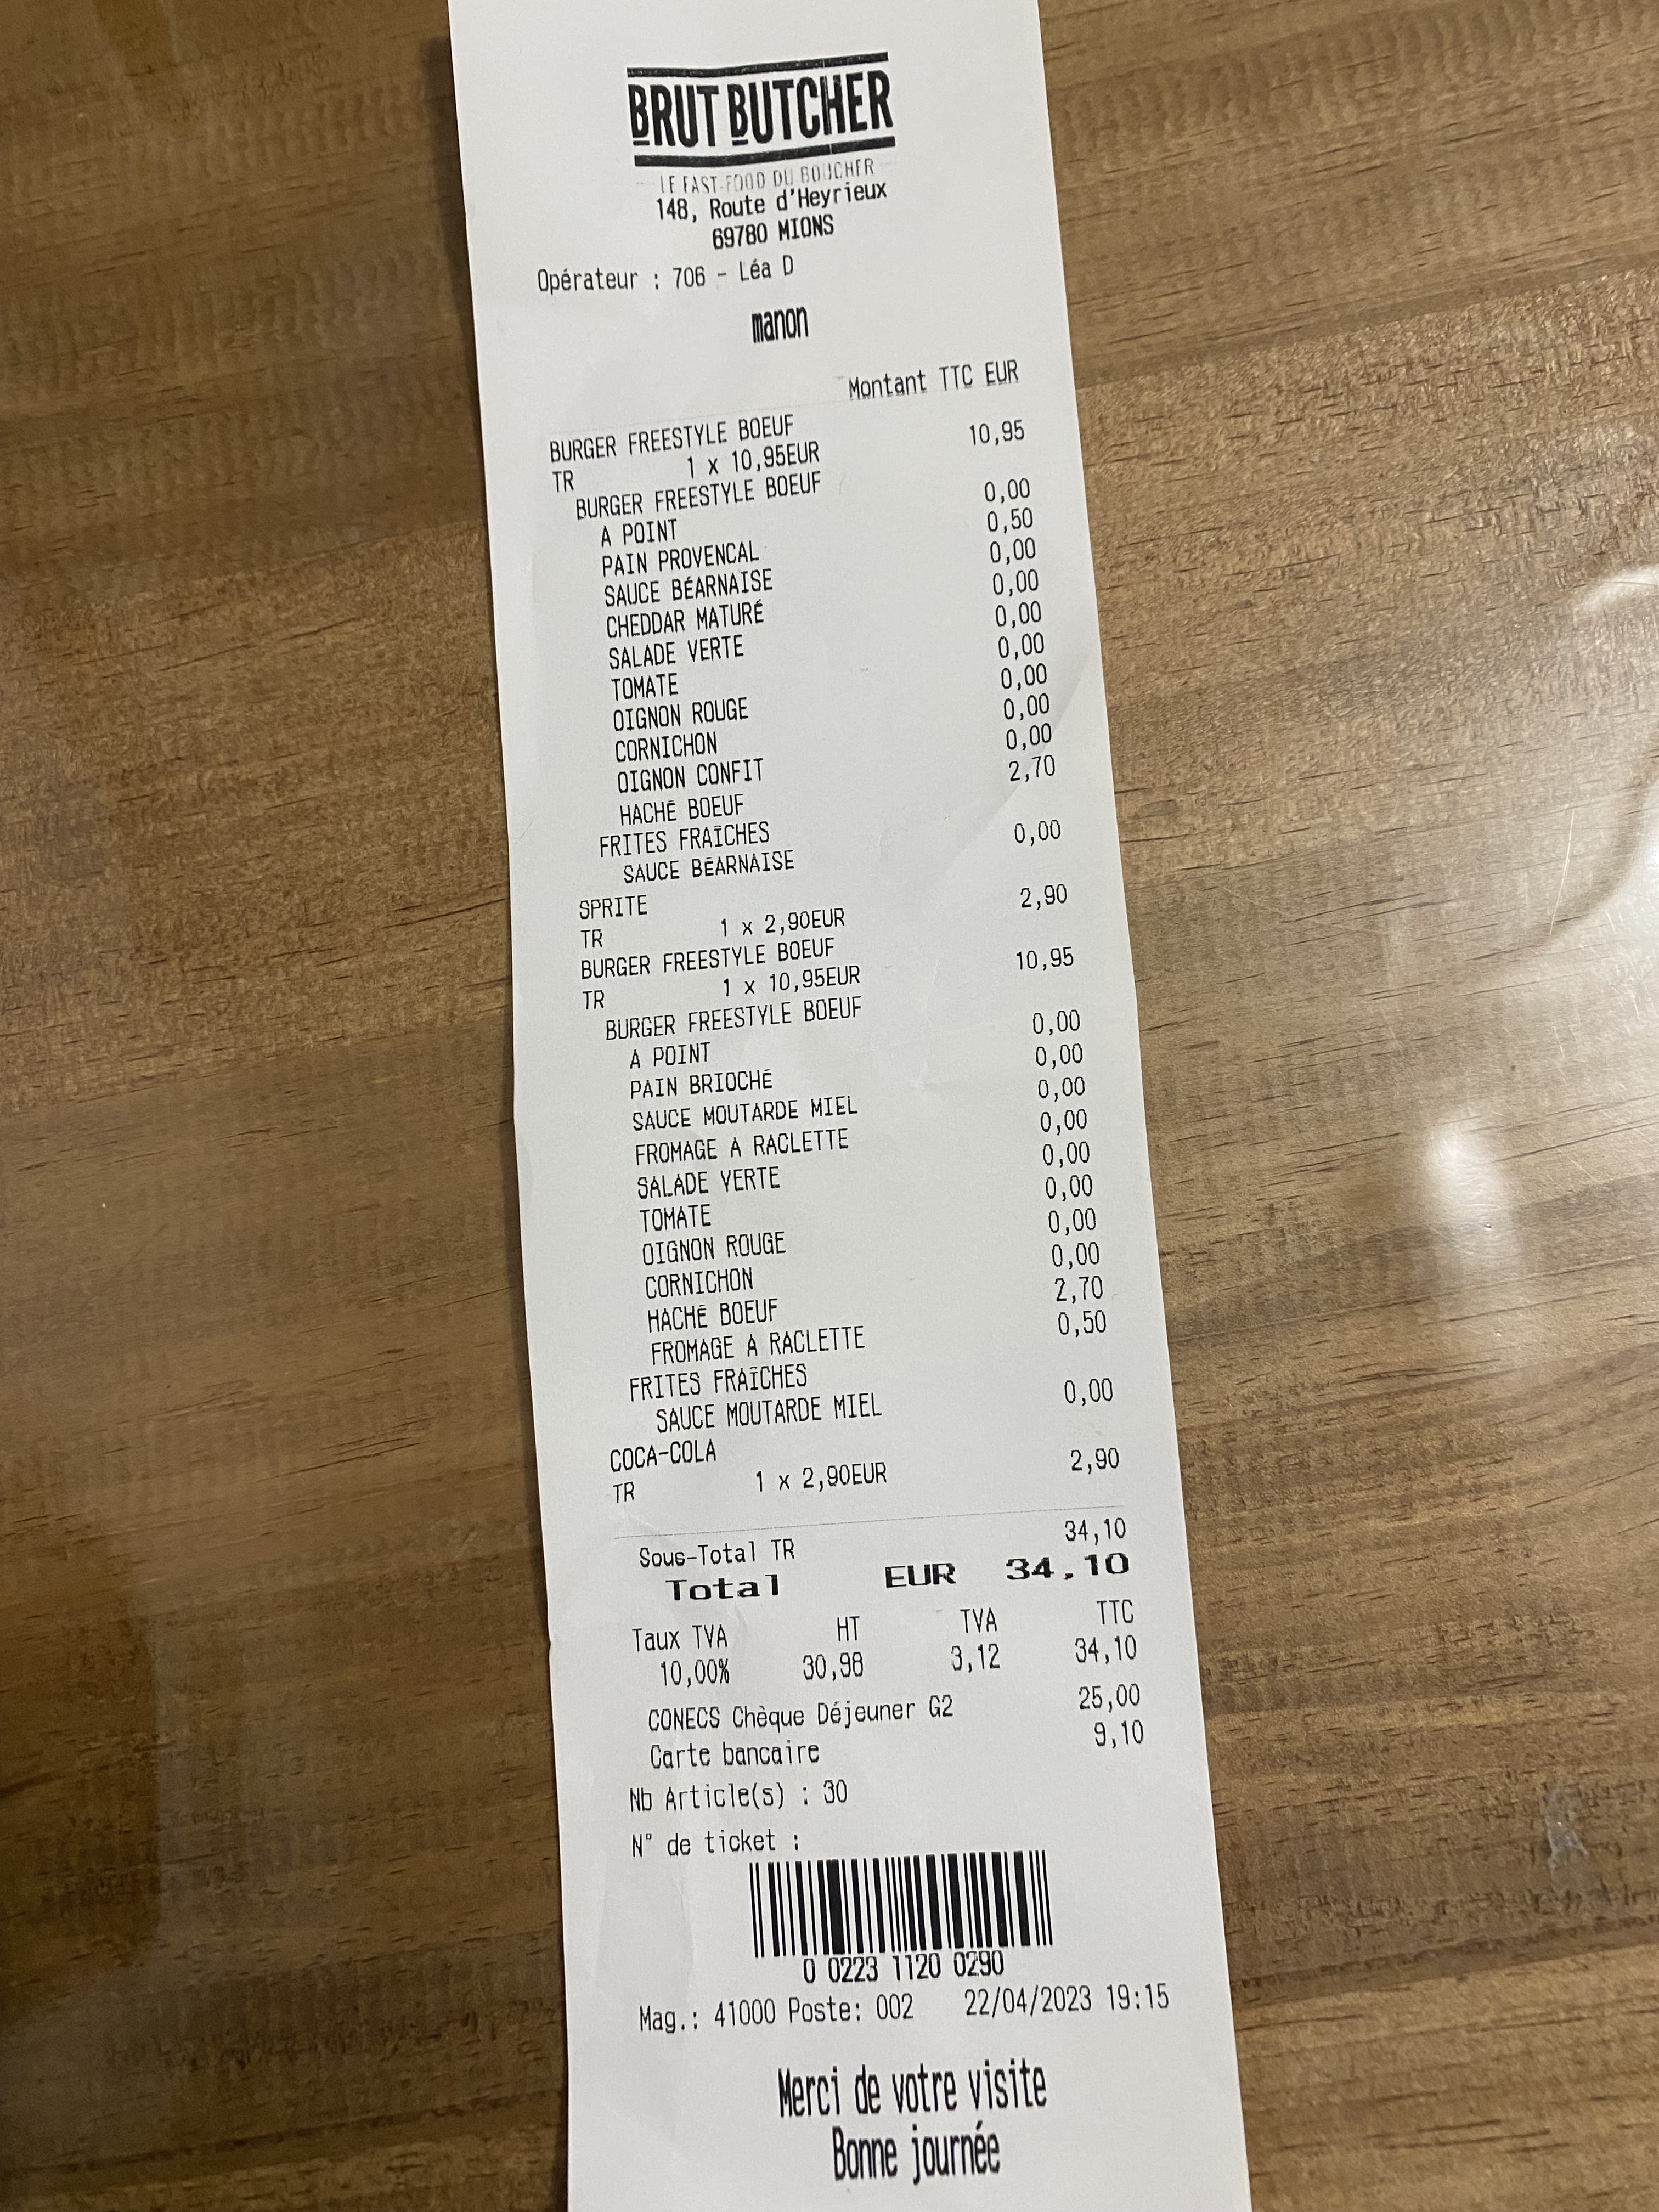 BRUT BUTCHER
LE FAST-FOOD DU BOUCHER
148, Route d'Heyrieux
69780 MIONS
Opérateur : 706 - Léa D
manon
Montant TTC EUR
BURGER FREESTYLE BOEUF
TR 1 x 10,95EUR 10,95
BURGER FREESTYLE BOEUF
A POINT 0,00
PAIN PROVENCAL 0,50
SAUCE BÉARNAISE 0,00
CHEDDAR MATURÉ 0,00
SALADE VERTE 0,00
TOMATE 0,00
OIGNON ROUGE 0,00
CORNICHON 0,00
OIGNON CONFIT 0,00
HACHÉ BOEUF 2,70
FRITES FRAÎCHES
SAUCE BÉARNAISE 0,00
SPRITE
TR 1 x 2,90EUR 2,90
BURGER FREESTYLE BOEUF
TR 1 x 10,95EUR 10,95
BURGER FREESTYLE BOEUF
A POINT 0,00
PAIN BRIOCHÉ 0,00
SAUCE MOUTARDE MIEL 0,00
FROMAGE A RACLETTE 0,00
SALADE VERTE 0,00
TOMATE 0,00
OIGNON ROUGE 0,00
CORNICHON 0,00
HACHÉ BOEUF 2,70
FROMAGE A RACLETTE 0,50
FRITES FRAÎCHES
SAUCE MOUTARDE MIEL 0,00
COCA-COLA
TR 1 x 2,90EUR 2,90
Sous-Total TR 34,10
Total EUR 34,10
Taux TVA HT TVA TTC
10,00% 30,98 3,12 34,10
CONECS Chèque Déjeuner G2 25,00
Carte bancaire 9,10
Nb Article(s) : 30
N° de ticket :
0 0223 1120 0290
Mag.: 41000 Poste: 002 22/04/2023 19:15
Merci de votre visite
Bonne journée